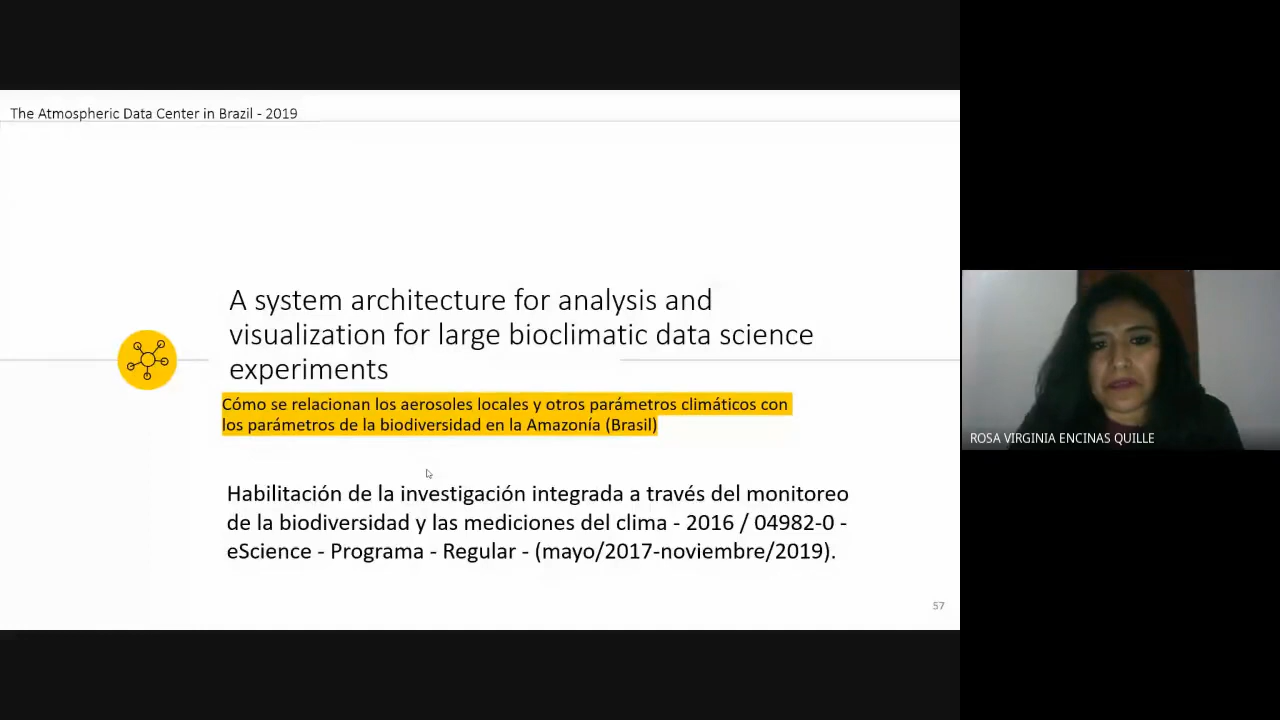 The Atmospheric Data Center in Brazil - 2019
A system architecture for analysis and
visualization for large bioclimatic data science
experiments
Cómo se relacionan los aerosoles locales y otros parámetros climáticos con
los parámetros de la biodiversidad en la Amazonía (Brasil)
Habilitación de la investigación integrada a través del monitoreo
de la biodiversidad y las mediciones del clima - 2016 / 04982-0 -
eScience - Programa - Regular - (mayo/2017-noviembre/2019).
57
ROSA VIRGINIA ENCINAS QUILLE